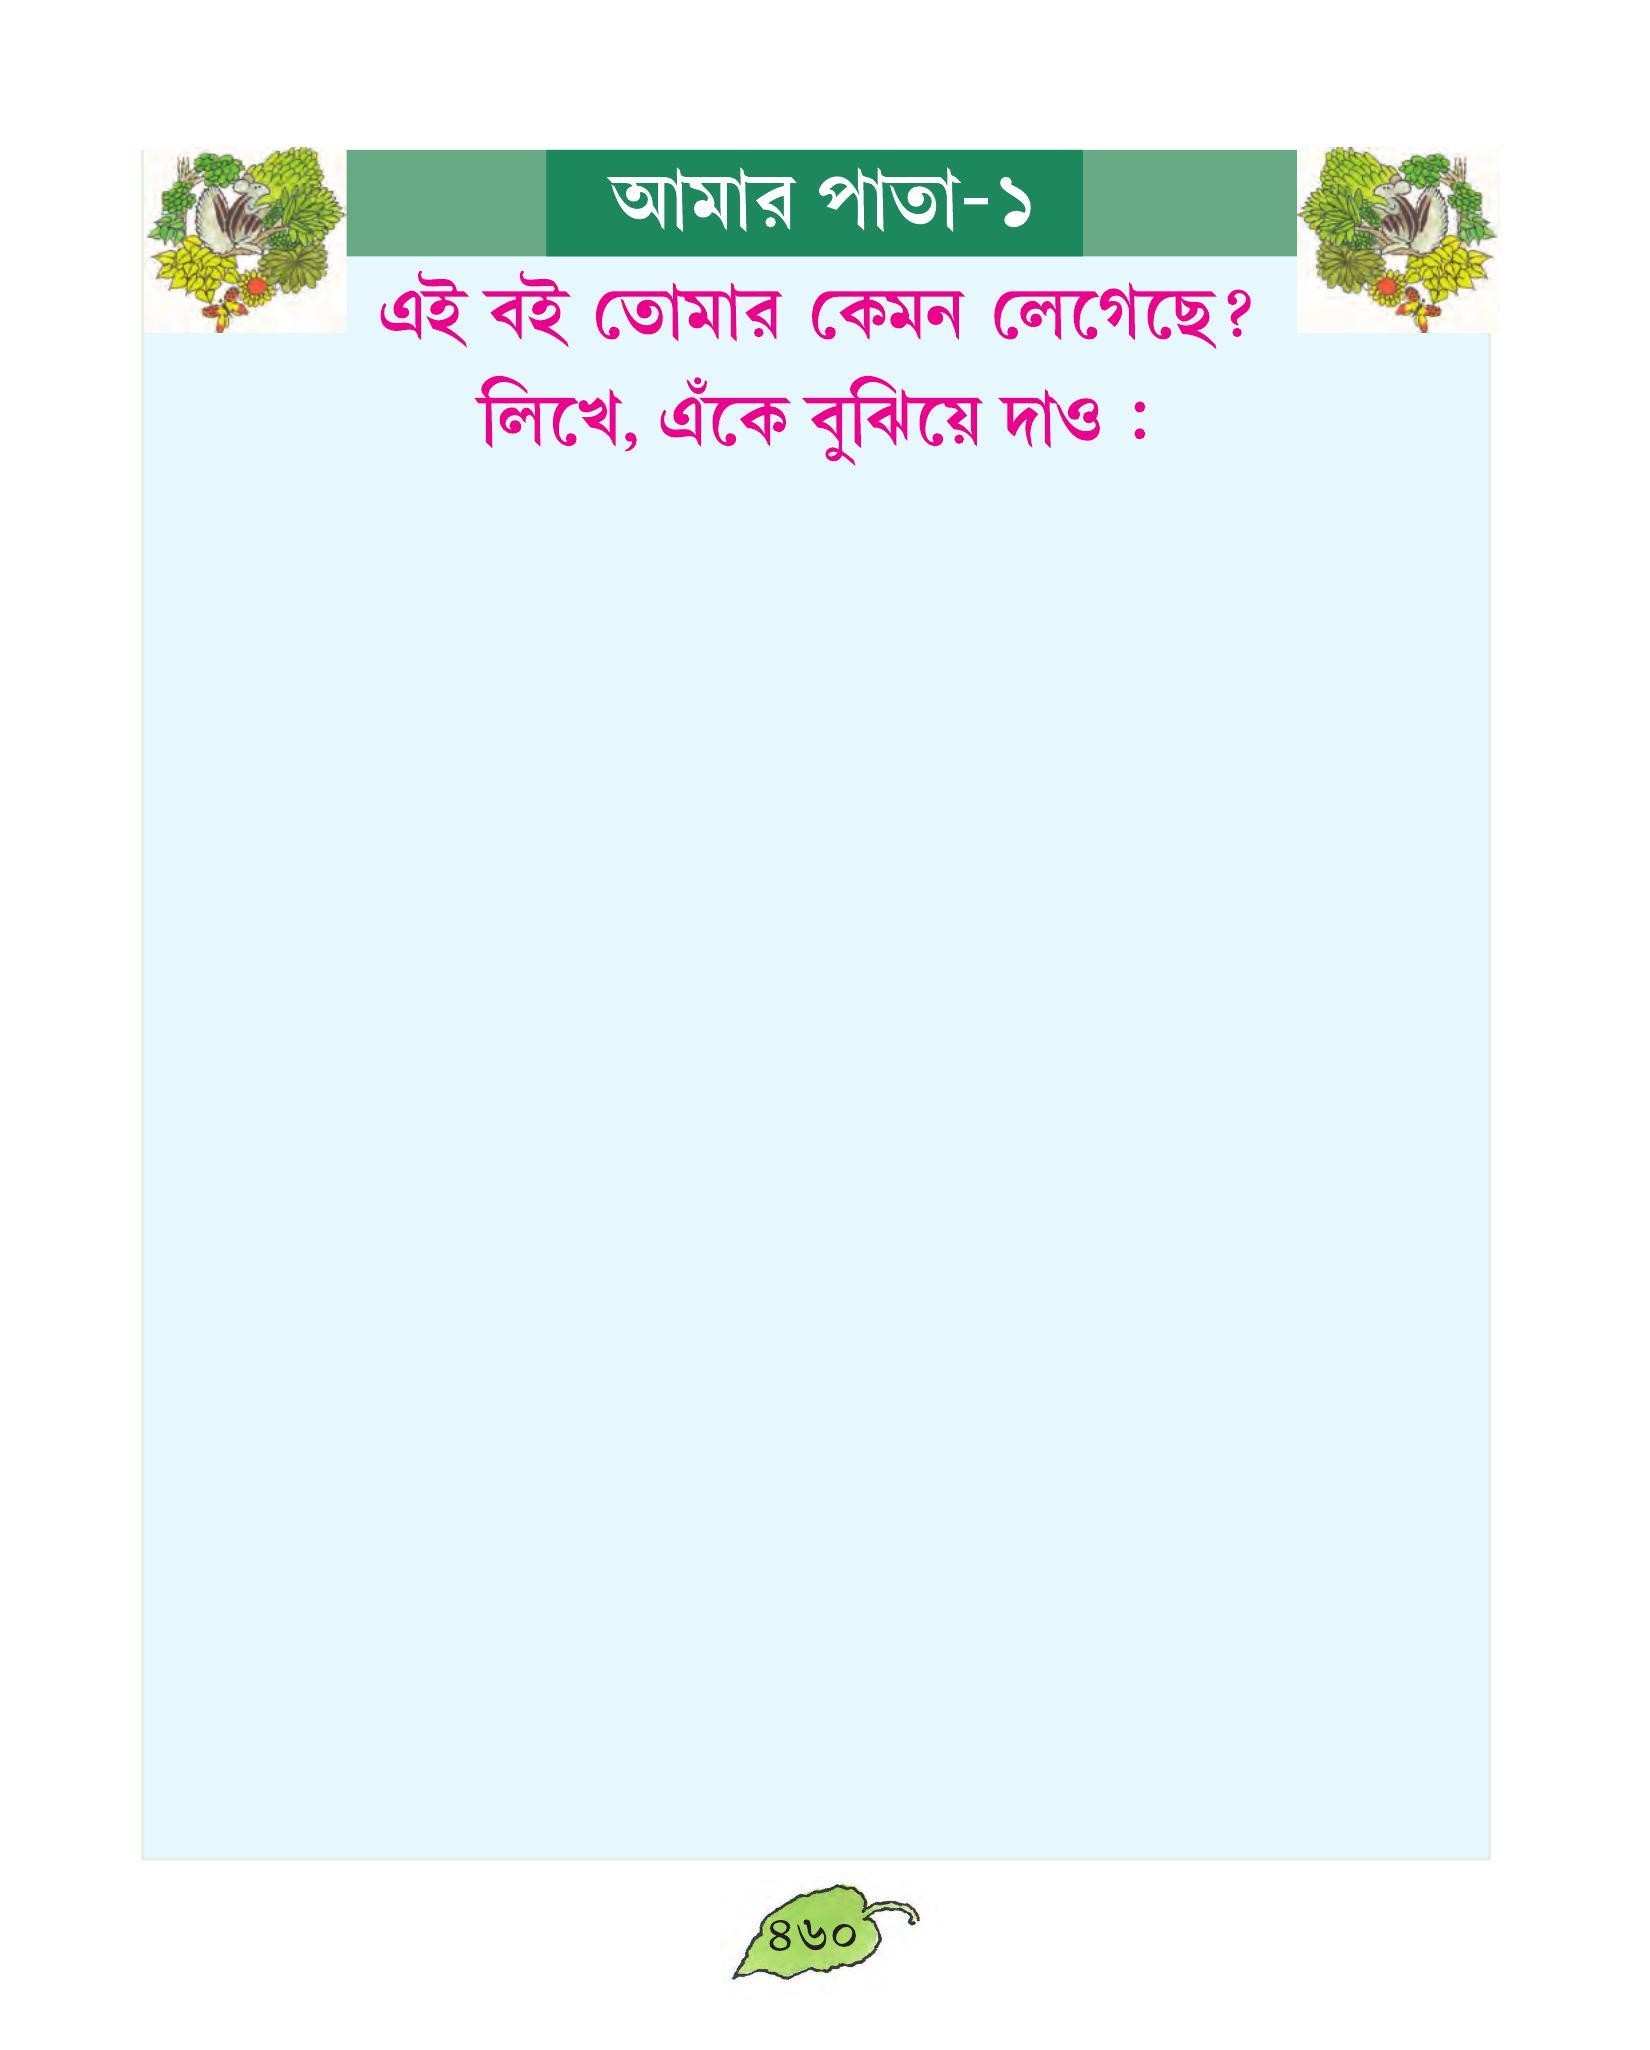 আমার পাতা-১
এই বই তোমার কেমন লেগেছে?
লিখে, এঁকে বুঝিয়ে দাও :
৪৬০